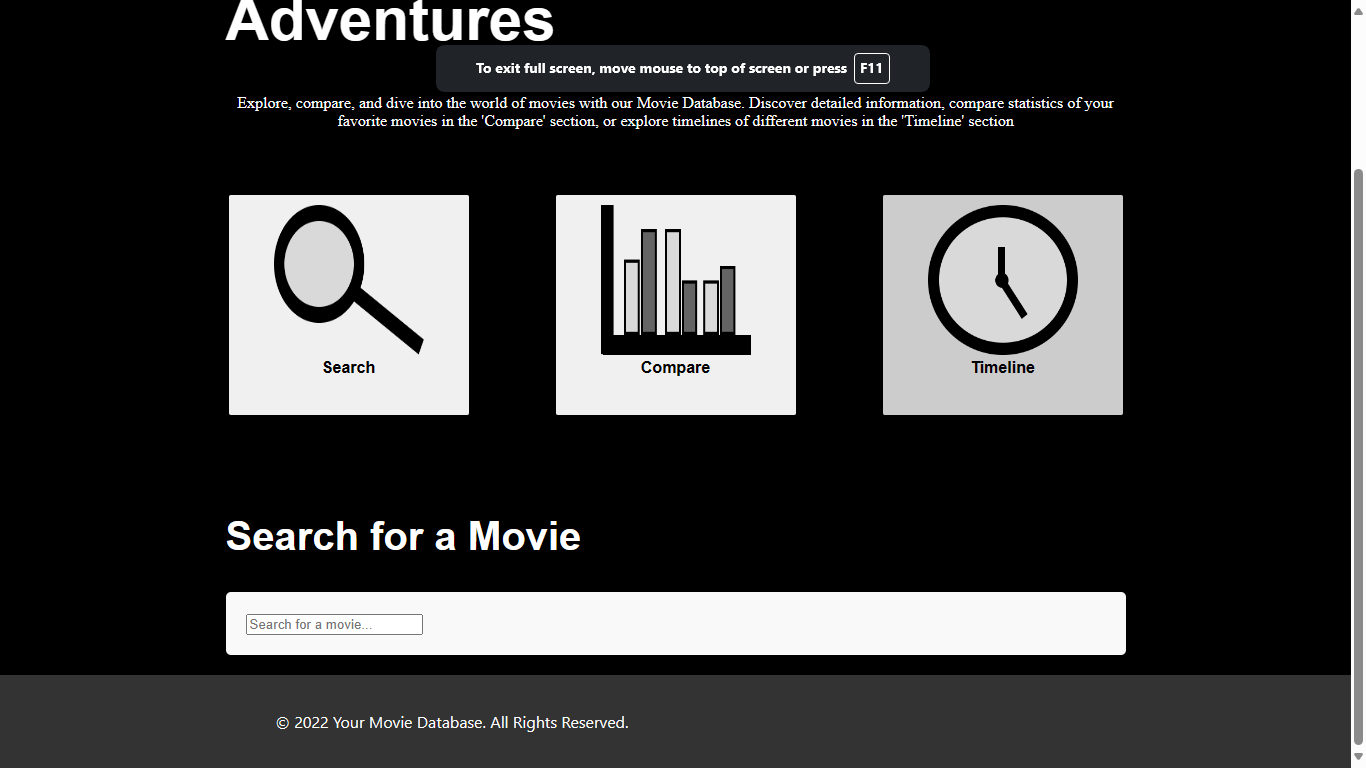 Adventures
To exit full screen, move mouse to top of screen or press F11
Explore, compare, and dive into the world of movies with our Movie Database. Discover detailed information, compare statistics of your
favorite movies in the 'Compare' section, or explore timelines of different movies in the 'Timeline' section
Search
Compare
Timeline
Search for a Movie
Search for a movie...
© 2022 Your Movie Database. All Rights Reserved.